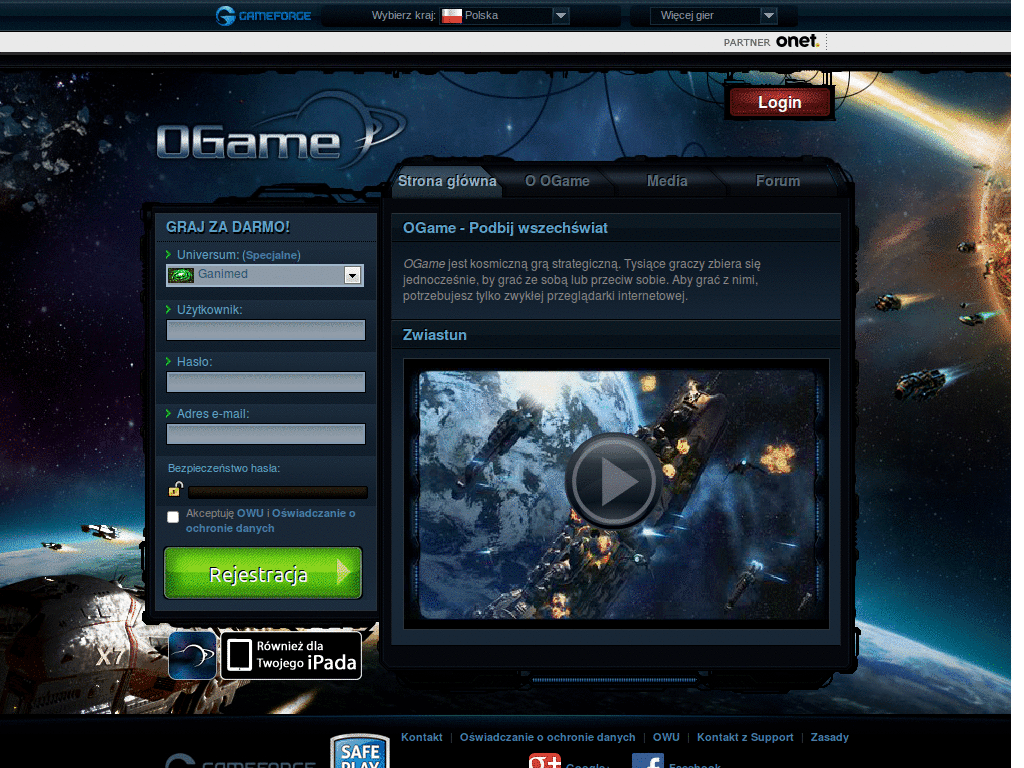 GAMEFORGE
Wybierz kraj:
Polska
Więcej gier
PARTNER onet.
Login
OGame
Strona główna
O OGame
Media
Forum
GRAJ ZA DARMO!
Universum: (Specjalne)
Ganimed
Użytkownik:
Hasło:
Adres e-mail:
Bezpieczeństwo hasła:
Akceptuję OWU i Oświadczanie o
ochronie danych
Rejestracja
OGame - Podbij wszechświat
OGame jest kosmiczną grą strategiczną. Tysiące graczy zbiera się
jednocześnie, by grać ze sobą lub przeciw sobie. Aby grać z nimi,
potrzebujesz tylko zwykłej przeglądarki internetowej.
Zwiastun
X7
Również dla
Twojego iPada
Kontakt | Oświadczanie o ochronie danych | OWU | Kontakt z Support | Zasady
GAMEFORGE
SAFE
PLAY
g+1
Google+
f
Facebook